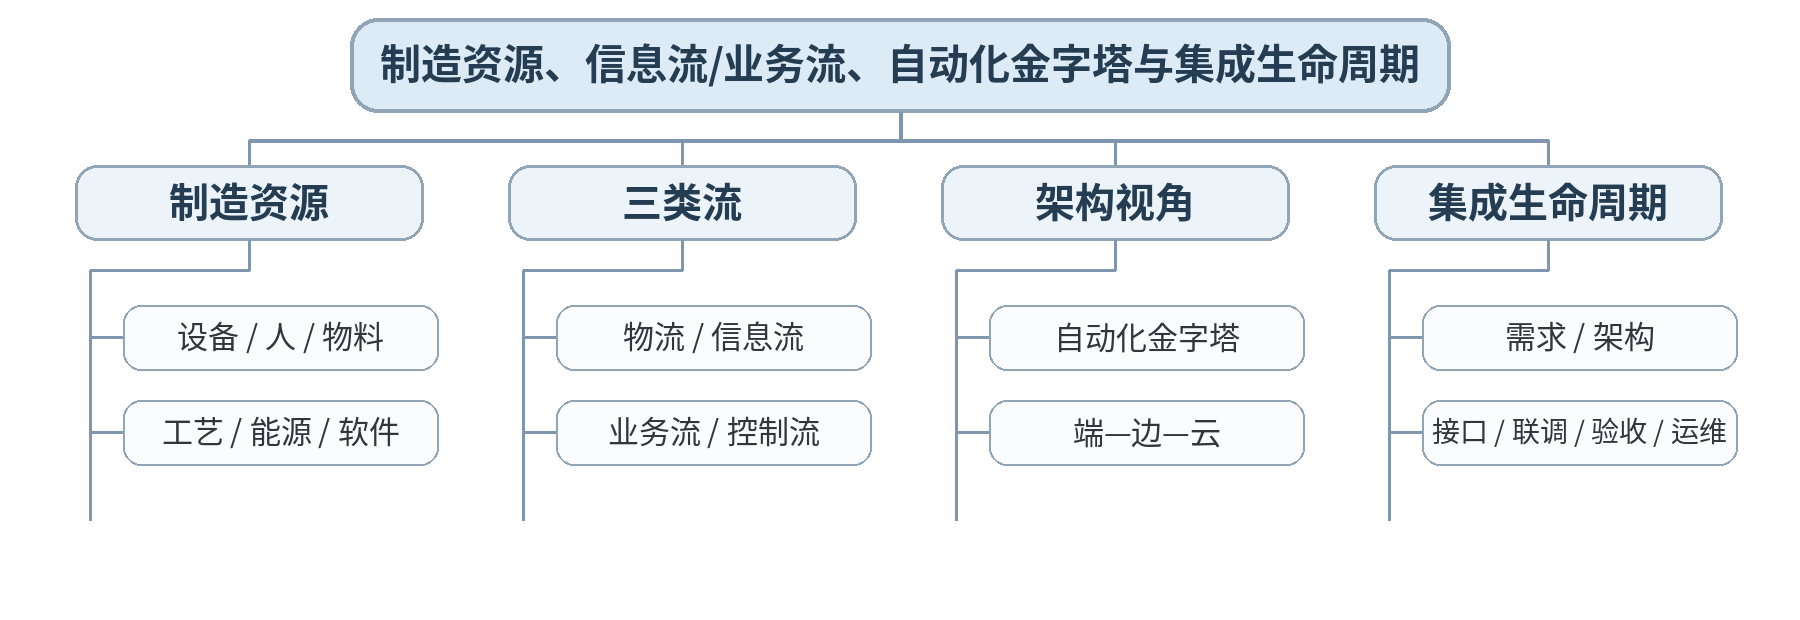 制造资源、信息流/业务流、自动化金字塔与集成生命周期
制造资源
三类流
架构视角
集成生命周期
设备 / 人 / 物料
物流 / 信息流
自动化金字塔
需求 / 架构
工艺 / 能源 / 软件
业务流 / 控制流
端—边—云
接口 / 联调 / 验收 / 运维